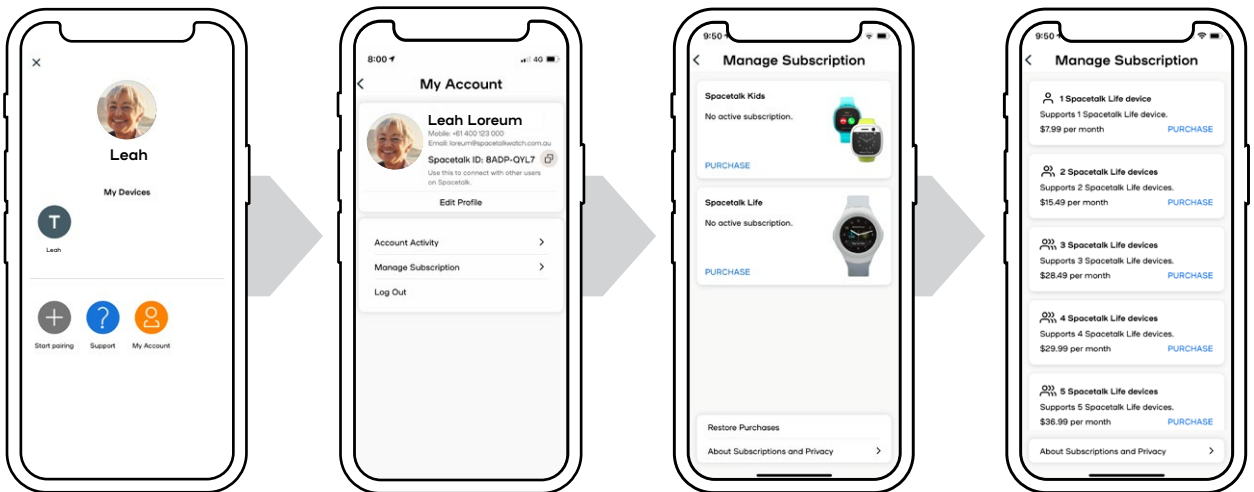 Leah
My Devices
T
Leah
Start pairing
Support
My Account
8:00
4G
My Account
Leah Loreum
Mobile: +61 400 123 000
Email: loreum@spacetalkwatch.com.au
Spacetalk ID: 8ADP-QYL7
Use this to connect with other users
on Spacetalk.
Edit Profile
Account Activity
Manage Subscription
Log Out
9:50
Manage Subscription
Spacetalk Kids
No active subscription.
PURCHASE
Spacetalk Life
No active subscription.
PURCHASE
Restore Purchases
About Subscriptions and Privacy
9:50
Manage Subscription
1 Spacetalk Life device
Supports 1 Spacetalk Life device.
$7.99 per month PURCHASE
2 Spacetalk Life devices
Supports 2 Spacetalk Life devices.
$15.49 per month PURCHASE
3 Spacetalk Life devices
Supports 3 Spacetalk Life devices.
$28.49 per month PURCHASE
4 Spacetalk Life devices
Supports 4 Spacetalk Life devices.
$29.99 per month PURCHASE
5 Spacetalk Life devices
Supports 5 Spacetalk Life devices.
$36.99 per month PURCHASE
About Subscriptions and Privacy